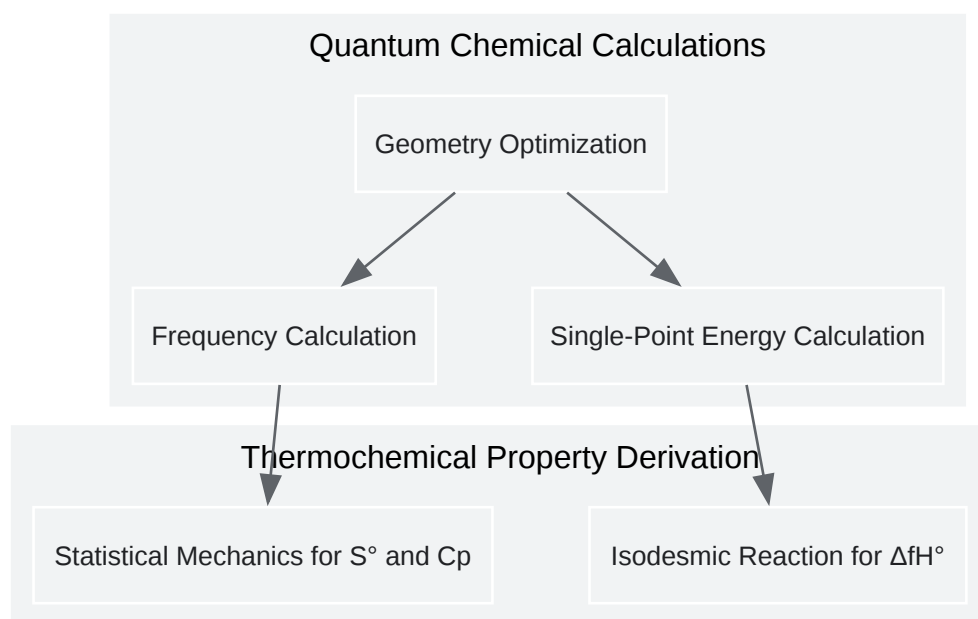 Quantum Chemical Calculations
Geometry Optimization
Frequency Calculation
Single-Point Energy Calculation
Thermochemical Property Derivation
Statistical Mechanics for S° and Cp
Isodesmic Reaction for ΔfH°